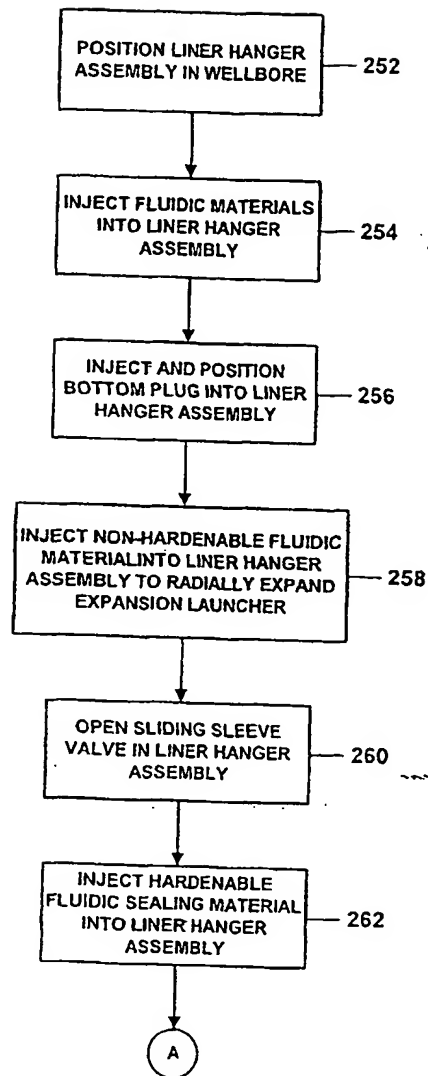 POSITION LINER HANGER
ASSEMBLY IN WELLBORE
252
INJECT FLUIDIC MATERIALS
INTO LINER HANGER
ASSEMBLY
254
INJECT AND POSITION
BOTTOM PLUG INTO LINER
HANGER ASSEMBLY
256
INJECT NON-HARDENABLE FLUIDIC
MATERIALINTO LINER HANGER
ASSEMBLY TO RADIALLY EXPAND
EXPANSION LAUNCHER
258
OPEN SLIDING SLEEVE
VALVE IN LINER HANGER
ASSEMBLY
260
INJECT HARDENABLE
FLUIDIC SEALING MATERIAL
INTO LINER HANGER
ASSEMBLY
262
A